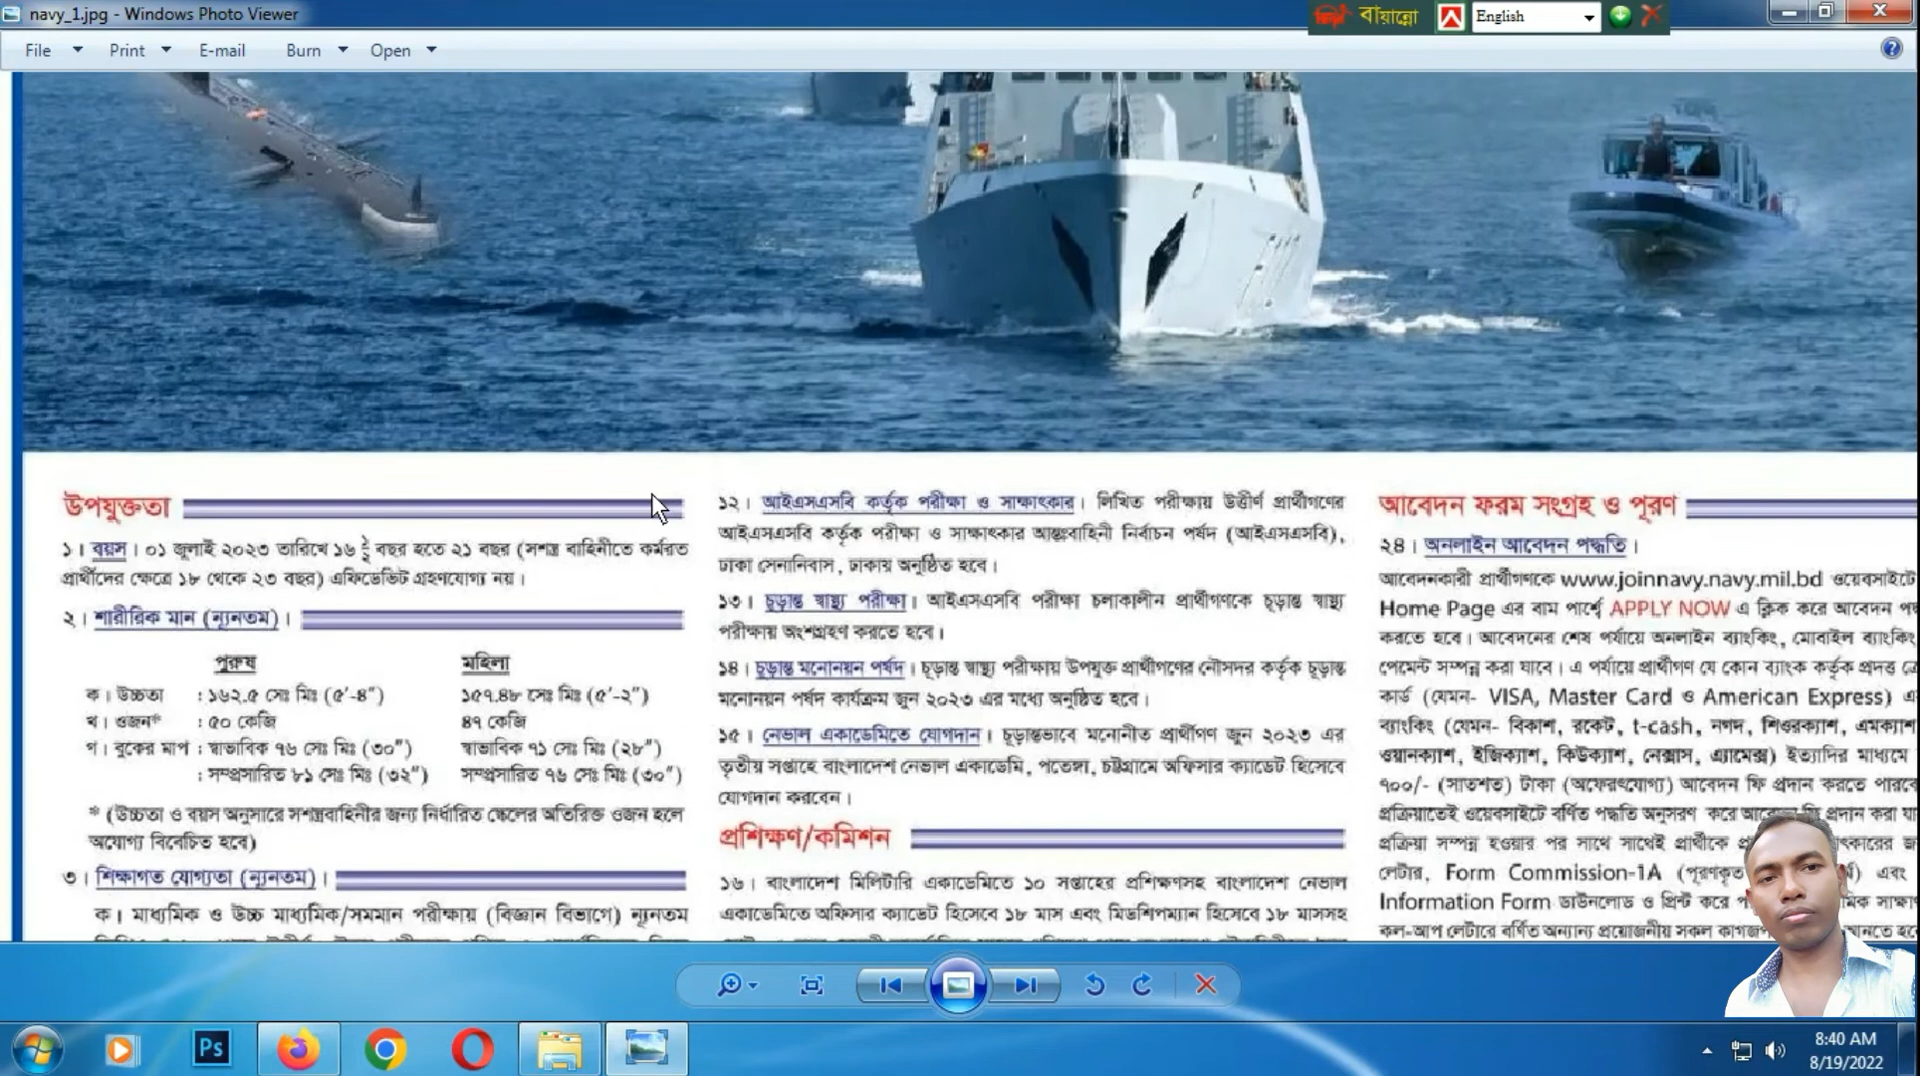 navy_1.jpg - Windows Photo Viewer
বায়ান্নো
English
File Print E-mail Burn Open
উপযুক্ততা
১। বয়স। ০১ জুলাই ২০২৩ তারিখে ১৬ ১/২ বছর হতে ২১ বছর (সশস্ত্র বাহিনীতে কর্মরত
প্রার্থীদের ক্ষেত্রে ১৮ থেকে ২৩ বছর) এফিডেভিট গ্রহণযোগ্য নয়।
২। শারীরিক মান (ন্যূনতম)।
পুরুষ মহিলা
ক। উচ্চতা : ১৬২.৫ সেঃ মিঃ (৫′-৪″) ১৫৭.৪৮ সেঃ মিঃ (৫′-২″)
খ। ওজন* : ৫০ কেজি ৪৭ কেজি
গ। বুকের মাপ : স্বাভাবিক ৭৬ সেঃ মিঃ (৩০″) স্বাভাবিক ৭১ সেঃ মিঃ (২৮″)
: সম্প্রসারিত ৮১ সেঃ মিঃ (৩২″) সম্প্রসারিত ৭৬ সেঃ মিঃ (৩০″)
* (উচ্চতা ও বয়স অনুসারে সশস্ত্রবাহিনীর জন্য নির্ধারিত স্কেলের অতিরিক্ত ওজন হলে
অযোগ্য বিবেচিত হবে)
৩। শিক্ষাগত যোগ্যতা (ন্যূনতম)।
ক। মাধ্যমিক ও উচ্চ মাধ্যমিক/সমমান পরীক্ষায় (বিজ্ঞান বিভাগে) ন্যূনতম
১২। আইএসএসবি কর্তৃক পরীক্ষা ও সাক্ষাৎকার। লিখিত পরীক্ষায় উত্তীর্ণ প্রার্থীগণের
আইএসএসবি কর্তৃক পরীক্ষা ও সাক্ষাৎকার আন্তঃবাহিনী নির্বাচন পর্ষদ (আইএসএসবি),
ঢাকা সেনানিবাস, ঢাকায় অনুষ্ঠিত হবে।
১৩। চূড়ান্ত স্বাস্থ্য পরীক্ষা। আইএসএসবি পরীক্ষা চলাকালীন প্রার্থীগণকে চূড়ান্ত স্বাস্থ্য
পরীক্ষায় অংশগ্রহণ করতে হবে।
১৪। চূড়ান্ত মনোনয়ন পর্ষদ। চূড়ান্ত স্বাস্থ্য পরীক্ষায় উপযুক্ত প্রার্থীগণের নৌসদর কর্তৃক চূড়ান্ত
মনোনয়ন পর্ষদ কার্যক্রম জুন ২০২৩ এর মধ্যে অনুষ্ঠিত হবে।
১৫। নেভাল একাডেমিতে যোগদান। চূড়ান্তভাবে মনোনীত প্রার্থীগণ জুন ২০২৩ এর
তৃতীয় সপ্তাহে বাংলাদেশ নেভাল একাডেমি, পতেঙ্গা, চট্টগ্রামে অফিসার ক্যাডেট হিসেবে
যোগদান করবেন।
প্রশিক্ষণ/কমিশন
১৬। বাংলাদেশ মিলিটারি একাডেমিতে ১০ সপ্তাহের প্রশিক্ষণসহ বাংলাদেশ নেভাল
একাডেমিতে অফিসার ক্যাডেট হিসেবে ১৮ মাস এবং মিডশিপম্যান হিসেবে ১৮ মাসসহ
আবেদন ফরম সংগ্রহ ও পূরণ
২৪। অনলাইন আবেদন পদ্ধতি।
আবেদনকারী প্রার্থীগণকে www.joinnavy.navy.mil.bd ওয়েবসাইটে
Home Page এর বাম পার্শ্বে APPLY NOW এ ক্লিক করে আবেদন
করতে হবে। আবেদনের শেষ পর্যায়ে অনলাইন ব্যাংকিং, মোবাইল ব্যাংকিং
পেমেন্ট সম্পন্ন করা যাবে। এ পর্যায়ে প্রার্থীগণ যে কোন ব্যাংক কর্তৃক প্রদত্ত
কার্ড (যেমন- VISA, Master Card ও American Express)
ব্যাংকিং (যেমন- বিকাশ, রকেট, t-cash, নগদ, শিওরক্যাশ, এমক্যাশ
ওয়ানক্যাশ, ইজিক্যাশ, কিউক্যাশ, নেক্সাস, এ্যামেক্স) ইত্যাদির মাধ্যমে
৭০০/- (সাতশত) টাকা (অফেরৎযোগ্য) আবেদন ফি প্রদান করতে
প্রক্রিয়াতেই ওয়েবসাইটে বর্ণিত পদ্ধতি অনুসরণ করে ফি প্রদান করা
প্রক্রিয়া সম্পন্ন হওয়ার পর সাথে সাথেই প্রার্থীকে
লেটার, Form Commission-1A (পূরণকৃত এবং
Information Form ডাউনলোড ও প্রিন্ট করে
কল-আপ লেটারে বর্ণিত অন্যান্য প্রয়োজনীয় সকল
Ps
8:40 AM
8/19/2022